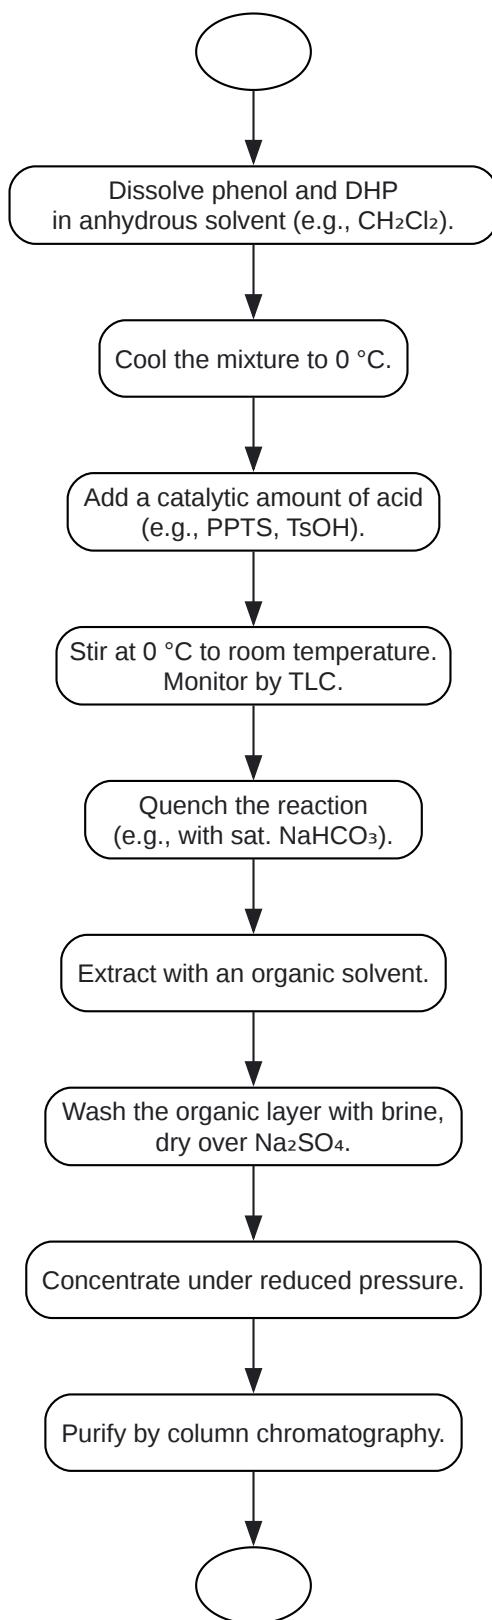 Dissolve phenol and DHP
in anhydrous solvent (e.g., CH₂Cl₂).
Cool the mixture to 0 °C.
Add a catalytic amount of acid
(e.g., PPTS, TsOH).
Stir at 0 °C to room temperature.
Monitor by TLC.
Quench the reaction
(e.g., with sat. NaHCO₃).
Extract with an organic solvent.
Wash the organic layer with brine,
dry over Na₂SO₄.
Concentrate under reduced pressure.
Purify by column chromatography.